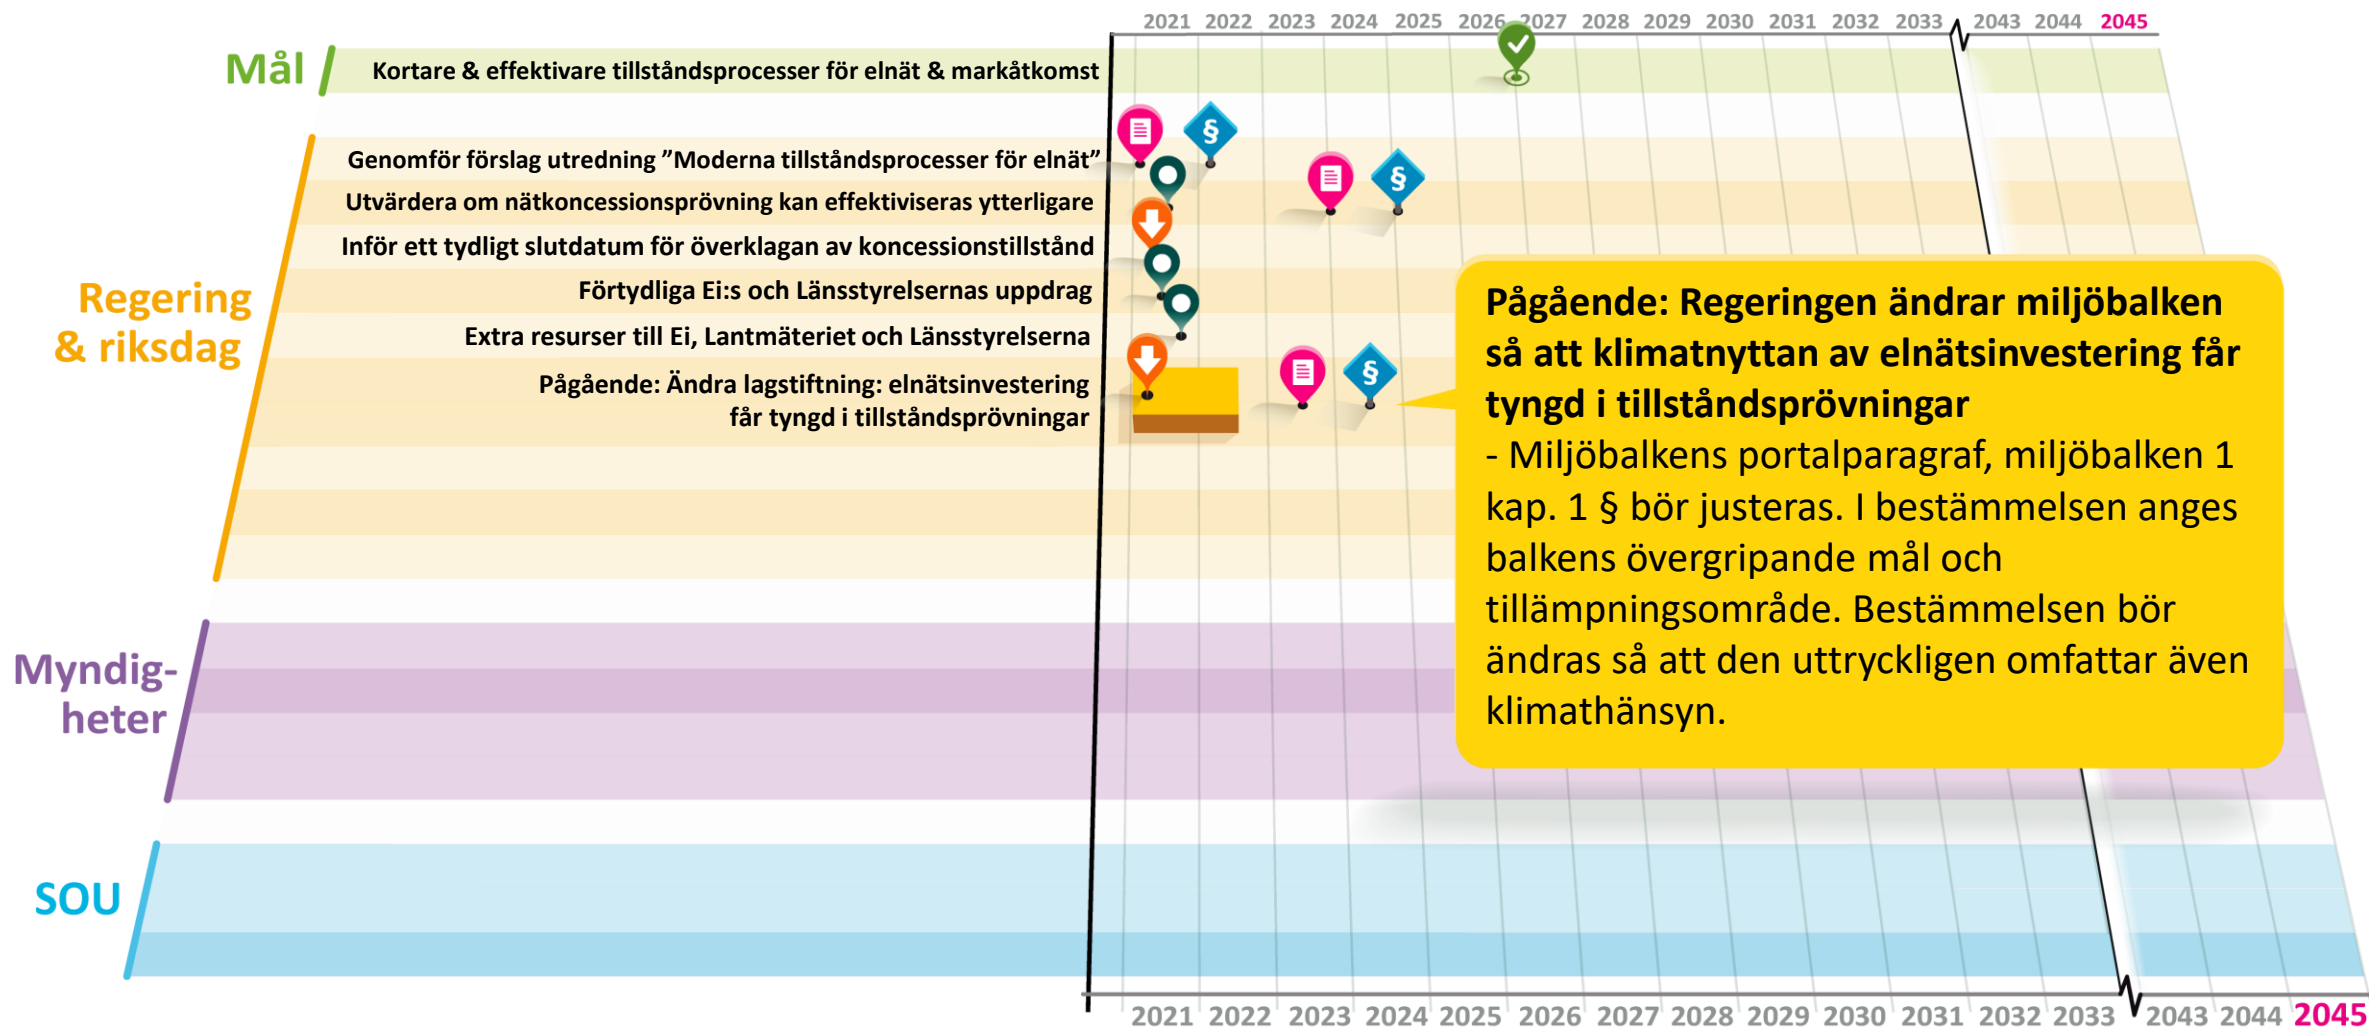 2021 2022 2023 2024 2025 2026 2027 2028 2029 2030 2031 2032 2033 2043 2044 2045
Mål
Kortare & effektivare tillståndsprocesser för elnät & markåtkomst
Regering
& riksdag
Genomför förslag utredning ”Moderna tillståndsprocesser för elnät”
§
Utvärdera om nätkoncessionsprövning kan effektiviseras ytterligare
§
Inför ett tydligt slutdatum för överklagan av koncessionstillstånd
Förtydliga Ei:s och Länsstyrelsernas uppdrag
Extra resurser till Ei, Lantmäteriet och Länsstyrelserna
Pågående: Ändra lagstiftning: elnätsinvestering
får tyngd i tillståndsprövningar
§
Pågående: Regeringen ändrar miljöbalken
så att klimatnyttan av elnätsinvestering får
tyngd i tillståndsprövningar
- Miljöbalkens portalparagraf, miljöbalken 1
kap. 1 § bör justeras. I bestämmelsen anges
balkens övergripande mål och
tillämpningsområde. Bestämmelsen bör
ändras så att den uttryckligen omfattar även
klimathänsyn.
Myndig-
heter
SOU
2021 2022 2023 2024 2025 2026 2027 2028 2029 2030 2031 2032 2033 2043 2044 2045